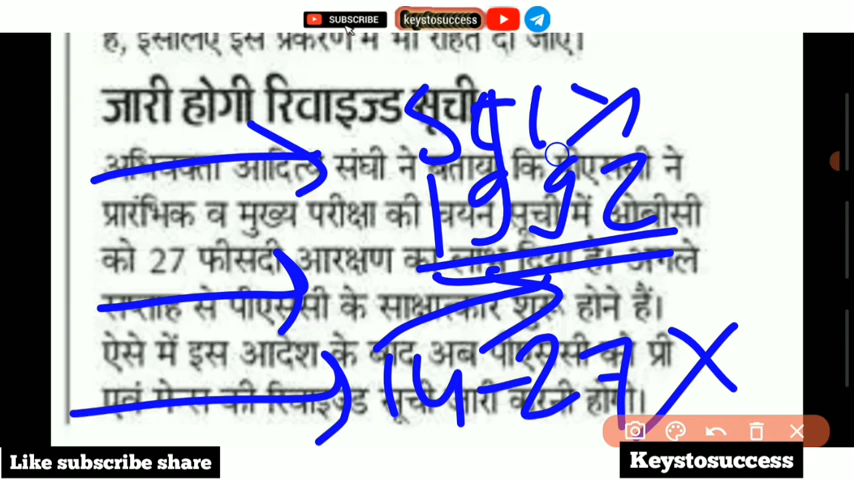 SUBSCRIBE keystosuccess
है, इसलिए इस प्रकरण में भी राहत दी जाए।
जारी होगी रिवाइज्ड सूची
अधिवक्ता आदित्य संघी ने बताया कि पीएससी ने
प्रारंभिक व मुख्य परीक्षा की चयन सूची में ओबीसी
को 27 फीसदी आरक्षण का लाभ दिया है। अगले
सप्ताह से पीएससी के साक्षात्कार शुरू होने हैं।
ऐसे में इस आदेश के बाद अब पीएससी को प्री
एवं मेन्स की रिवाइज्ड सूची जारी करनी होगी।
1992
14-27 X
Like subscribe share
Keystosuccess